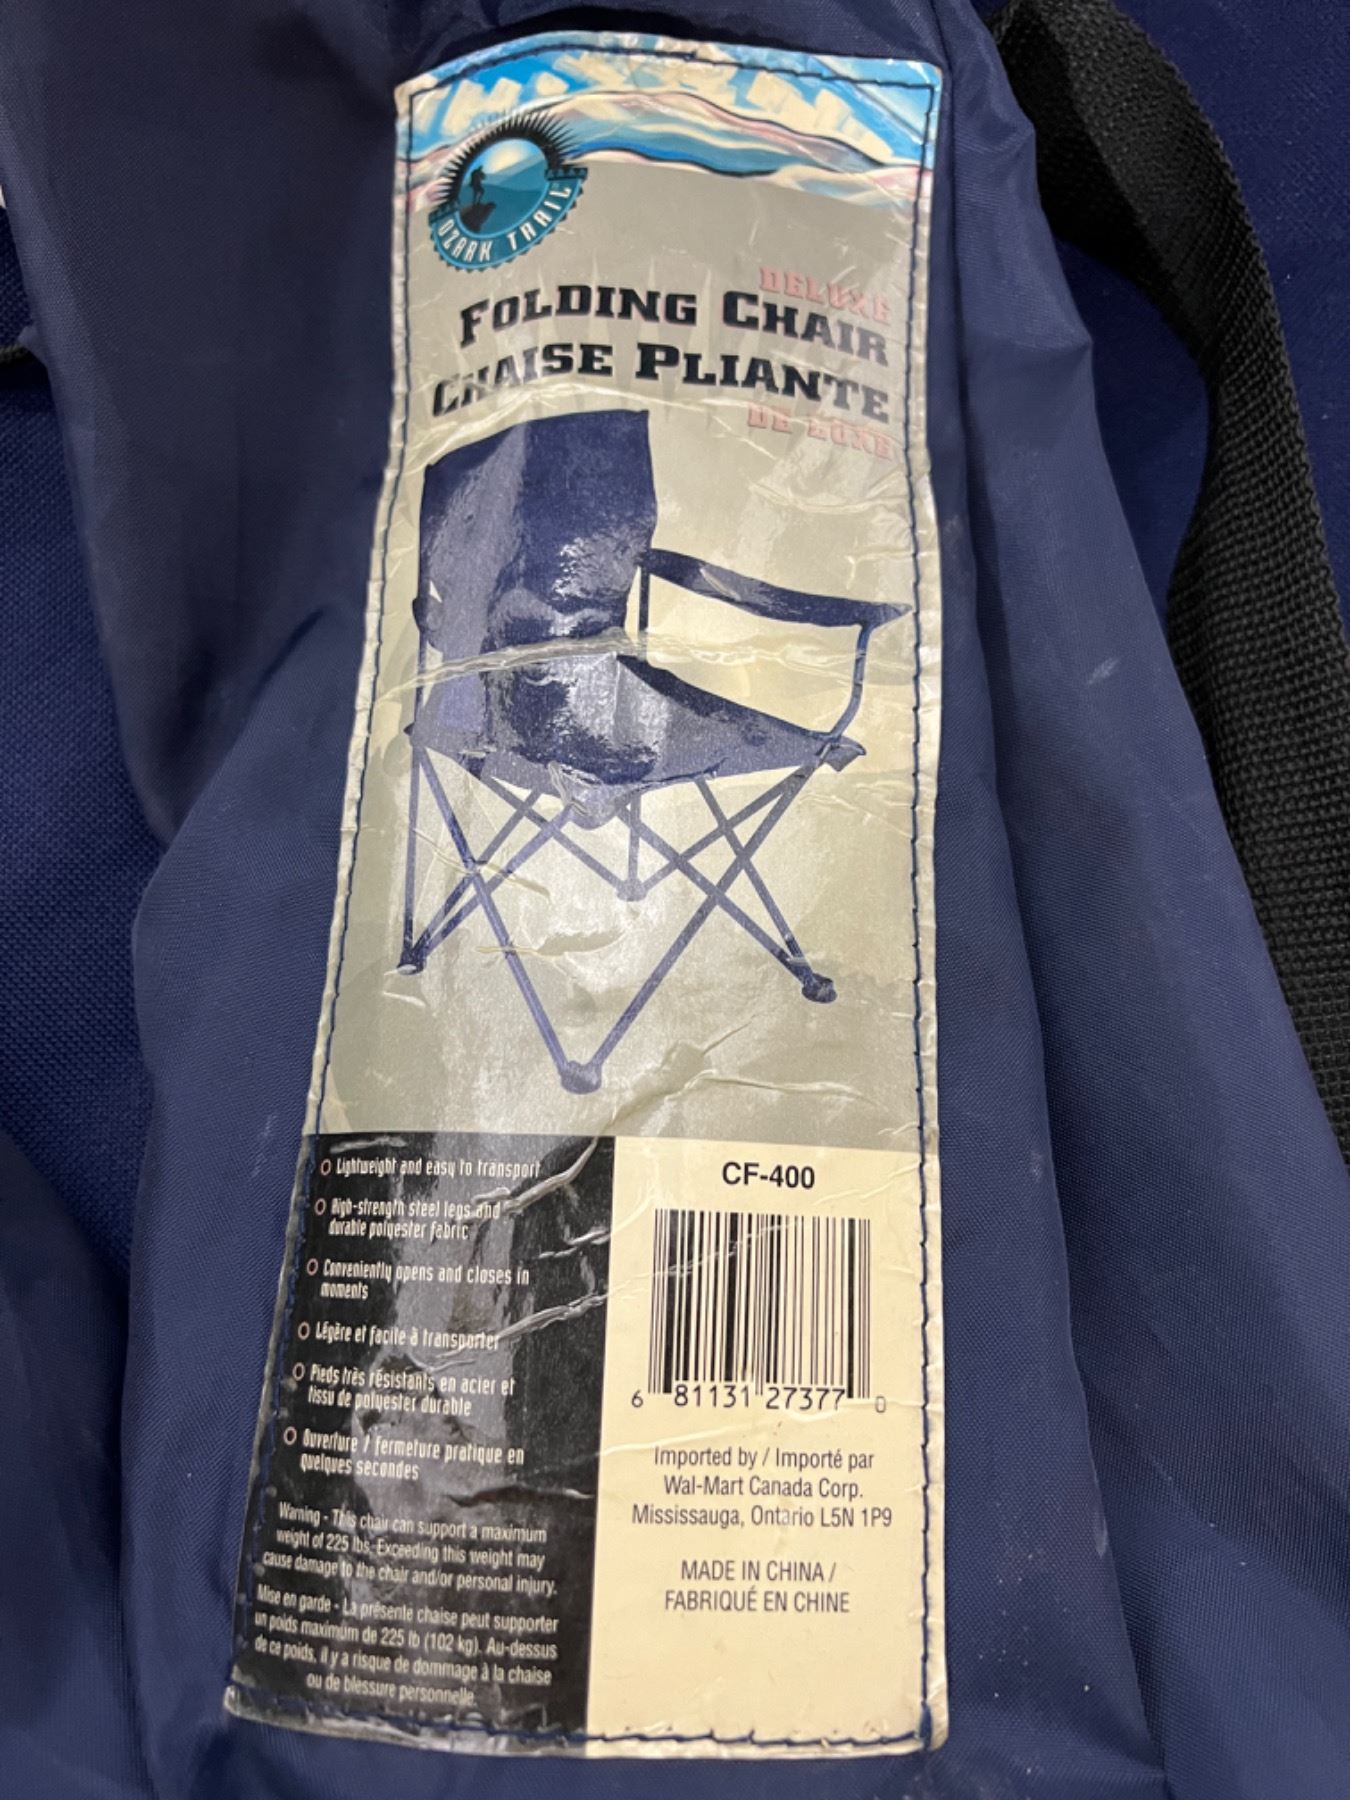 OZARK TRAIL
DELUXE
FOLDING CHAIR
CHAISE PLIANTE
DE LUXE
Lightweight and easy to transport
High-strength steel legs and
durable polyester fabric
Conveniently opens and closes in
moments
Légère et facile à transporter
Pieds très résistants en acier et
tissu de polyester durable
Ouverture / fermeture pratique en
quelques secondes
Warning - This chair can support a maximum
weight of 225 lbs. Exceeding this weight may
cause damage to the chair and/or personal injury.
Mise en garde - La présente chaise peut supporter
un poids maximum de 225 lb (102 kg). Au-dessus
de ce poids, il y a risque de dommage à la chaise
ou de blessure personnelle.
CF-400
6 81131 27377 0
Imported by / Importé par
Wal-Mart Canada Corp.
Mississauga, Ontario L5N 1P9
MADE IN CHINA /
FABRIQUÉ EN CHINE